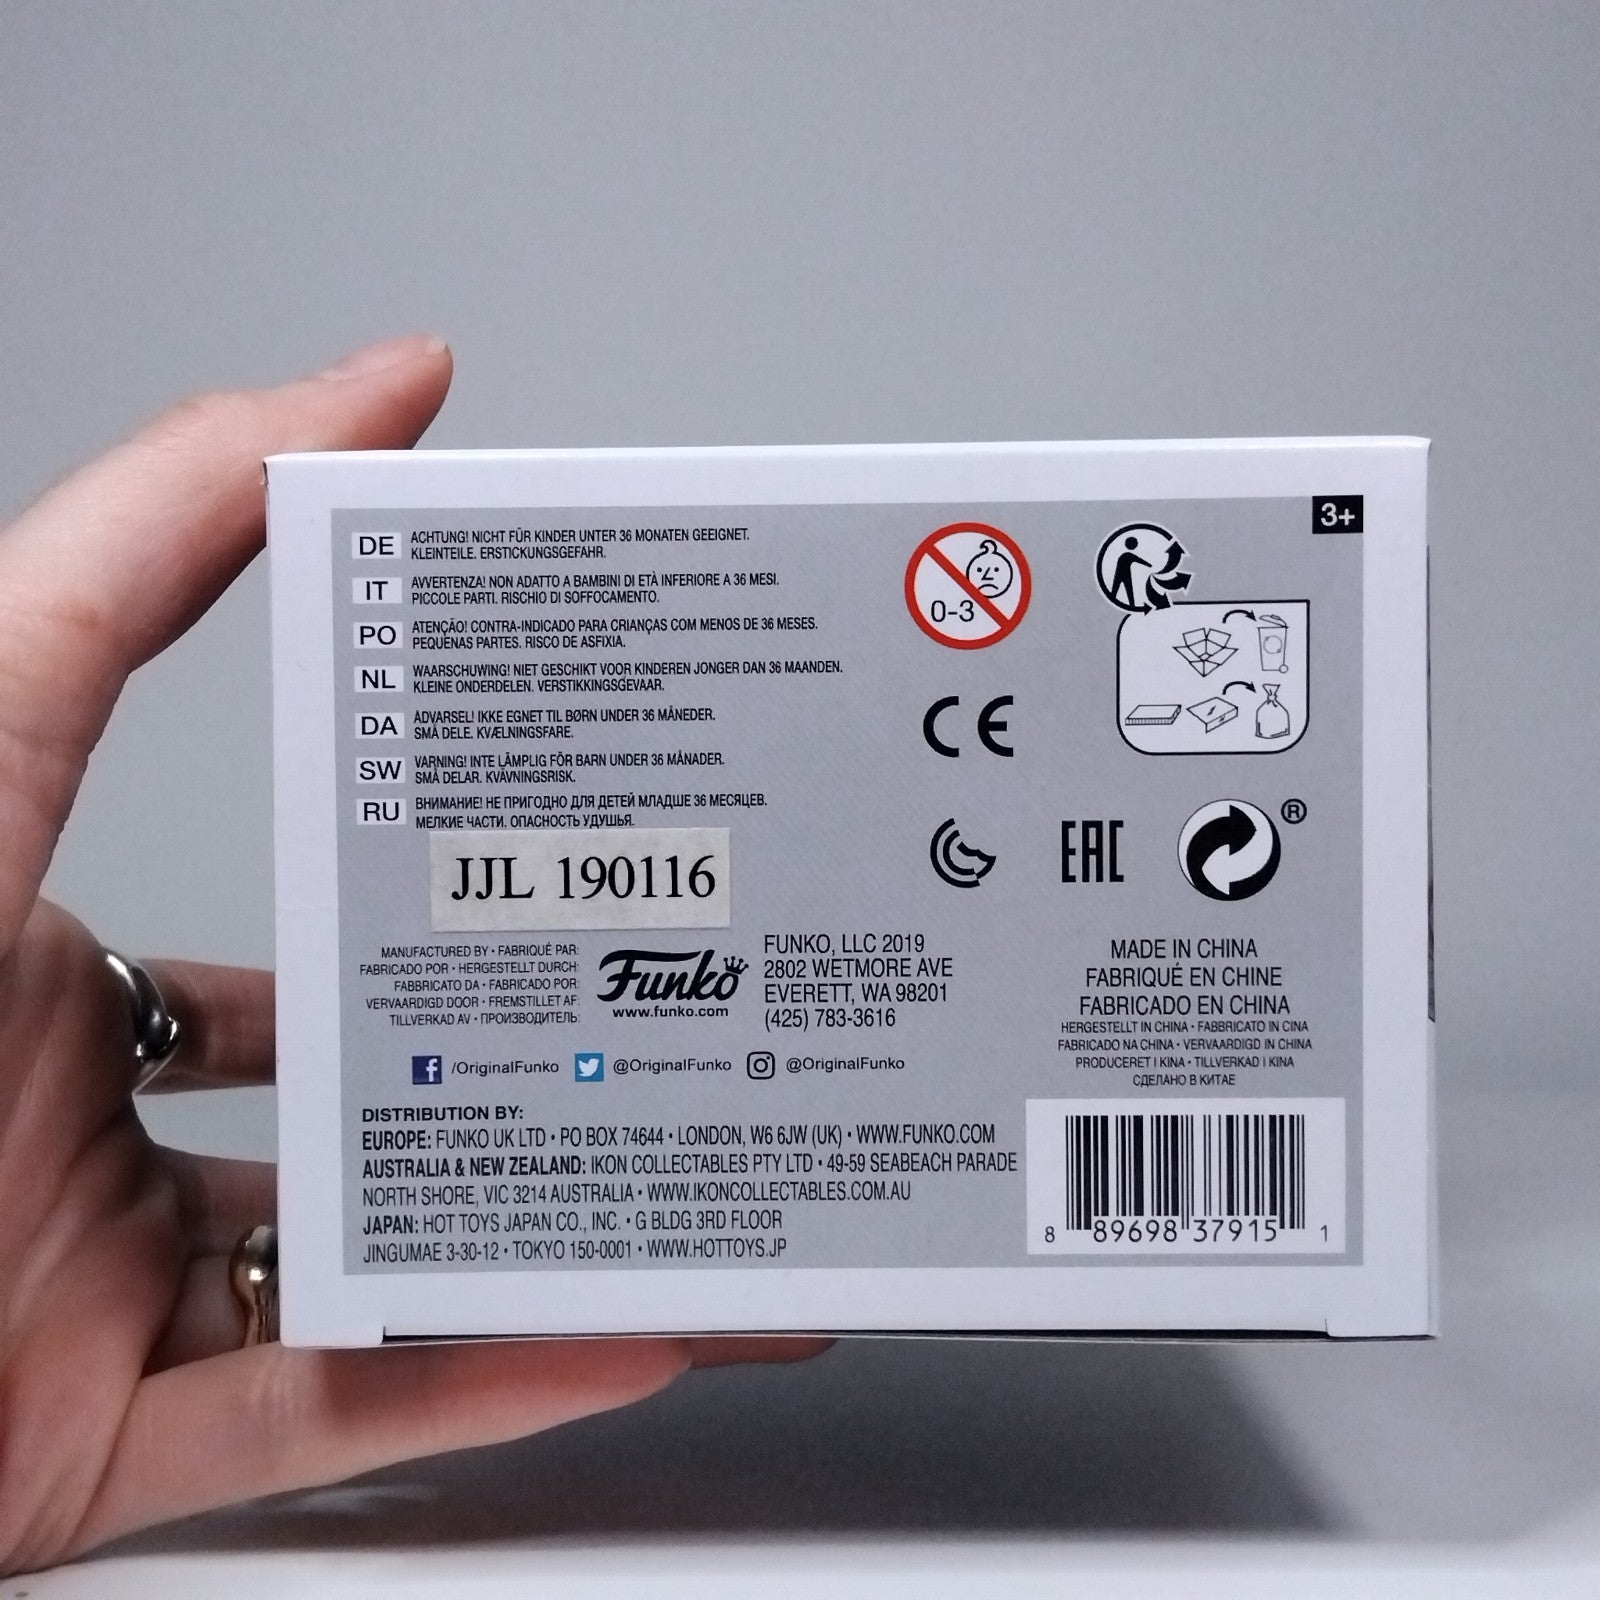 3+
DE ACHTUNG! NICHT FÜR KINDER UNTER 36 MONATEN GEEIGNET.
KLEINTEILE. ERSTICKUNGSGEFAHR.
IT AVVERTENZA! NON ADATTO A BAMBINI DI ETÀ INFERIORE A 36 MESI.
PICCOLE PARTI. RISCHIO DI SOFFOCAMENTO.
PO ATENÇÃO! CONTRA-INDICADO PARA CRIANÇAS COM MENOS DE 36 MESES.
PEQUENAS PARTES. RISCO DE ASFIXIA.
NL WAARSCHUWING! NIET GESCHIKT VOOR KINDEREN JONGER DAN 36 MAANDEN.
KLEINE ONDERDELEN. VERSTIKKINGSGEVAAR.
DA ADVARSEL! IKKE EGNET TIL BØRN UNDER 36 MÅNEDER.
SMÅ DELE. KVÆLNINGSFARE.
SW VARNING! INTE LÄMPLIG FÖR BARN UNDER 36 MÅNADER.
SMÅ DELAR. KVÄVNINGSRISK.
RU ВНИМАНИЕ! НЕ ПРИГОДНО ДЛЯ ДЕТЕЙ МЛАДШЕ 36 МЕСЯЦЕВ.
МЕЛКИЕ ЧАСТИ. ОПАСНОСТЬ УДУШЬЯ.
0-3
CE
EAC
®
JJL 190116
MANUFACTURED BY • FABRIQUÉ PAR:
FABRICADO POR • HERGESTELLT DURCH:
FABBRICATO DA • FABRICADO POR:
VERVAARDIGD DOOR • FREMSTILLET AF:
TILLVERKAD AV • ПРОИЗВОДИТЕЛЬ:
Funko
www.funko.com
FUNKO, LLC 2019
2802 WETMORE AVE
EVERETT, WA 98201
(425) 783-3616
MADE IN CHINA
FABRIQUÉ EN CHINE
FABRICADO EN CHINA
HERGESTELLT IN CHINA • FABBRICATO IN CINA
FABRICADO NA CHINA • VERVAARDIGD IN CHINA
PRODUCERET I KINA • TILLVERKAD I KINA
СДЕЛАНО В КИТАЕ
/OriginalFunko @OriginalFunko @OriginalFunko
DISTRIBUTION BY:
EUROPE: FUNKO UK LTD • PO BOX 74644 • LONDON, W6 6JW (UK) • WWW.FUNKO.COM
AUSTRALIA & NEW ZEALAND: IKON COLLECTABLES PTY LTD • 49-59 SEABEACH PARADE
NORTH SHORE, VIC 3214 AUSTRALIA • WWW.IKONCOLLECTABLES.COM.AU
JAPAN: HOT TOYS JAPAN CO., INC. • G BLDG 3RD FLOOR
JINGUMAE 3-30-12 • TOKYO 150-0001 • WWW.HOTTOYS.JP
8 89698 37915 1